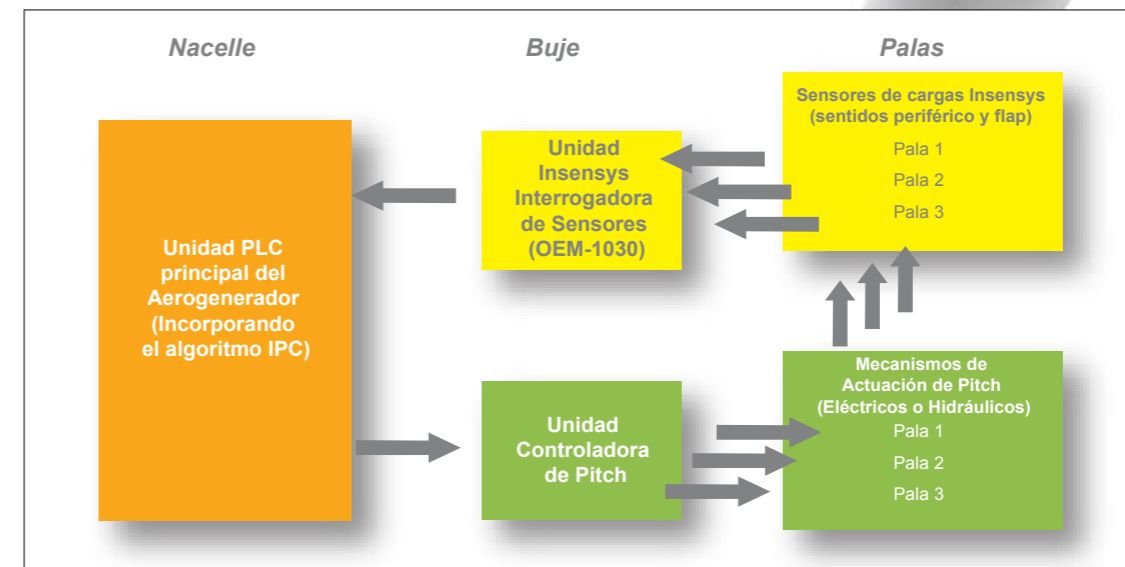 Nacelle
Buje
Palas
Unidad PLC
principal del
Aerogenerador
(Incorporando
el algoritmo IPC)
Unidad
Insensys
Interrogadora
de Sensores
(OEM-1030)
Sensores de cargas Insensys
(sentidos periférico y flap)
Pala 1
Pala 2
Pala 3
Unidad
Controladora
de Pitch
Mecanismos de
Actuación de Pitch
(Eléctricos o Hidráulicos)
Pala 1
Pala 2
Pala 3